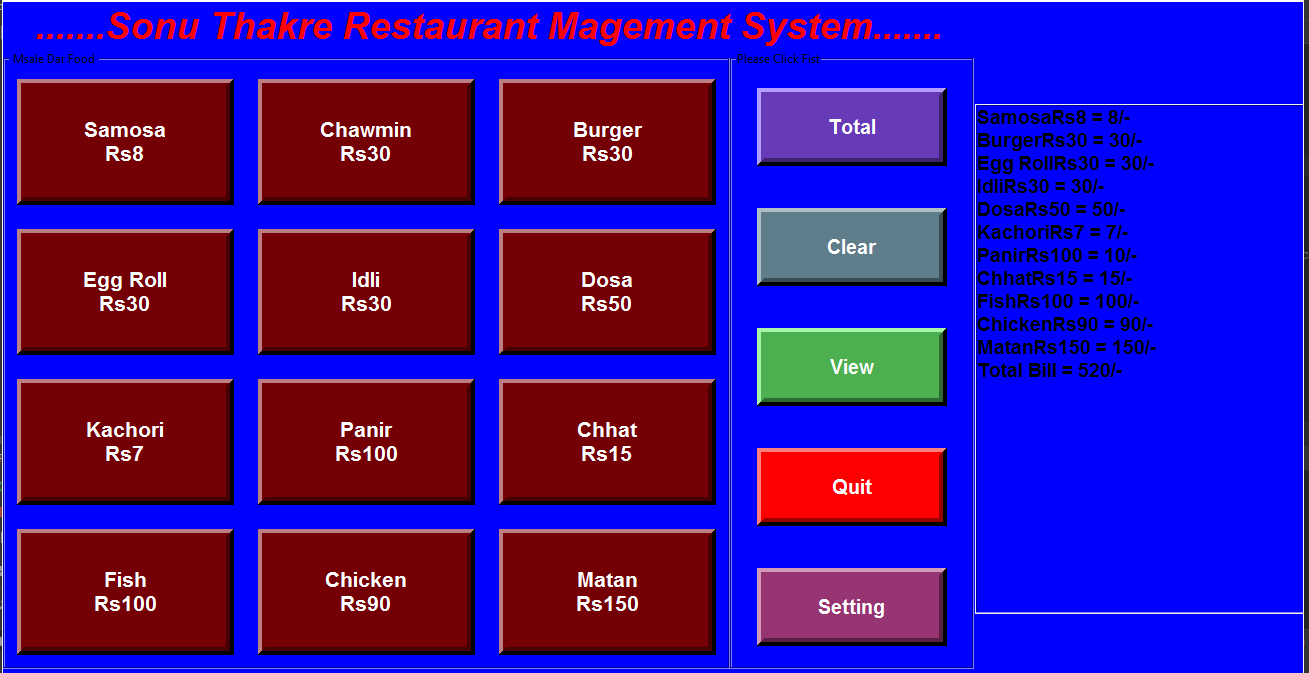 .......Sonu Thakre Restaurant Magement System.......
Msale Dar Food
Samosa
Rs8
Chawmin
Rs30
Burger
Rs30
Egg Roll
Rs30
Idli
Rs30
Dosa
Rs50
Kachori
Rs7
Panir
Rs100
Chhat
Rs15
Fish
Rs100
Chicken
Rs90
Matan
Rs150
Please Click Fist
Total
Clear
View
Quit
Setting
SamosaRs8 = 8/-
BurgerRs30 = 30/-
Egg RollRs30 = 30/-
IdliRs30 = 30/-
DosaRs50 = 50/-
KachoriRs7 = 7/-
PanirRs100 = 10/-
ChhatRs15 = 15/-
FishRs100 = 100/-
ChickenRs90 = 90/-
MatanRs150 = 150/-
Total Bill = 520/-